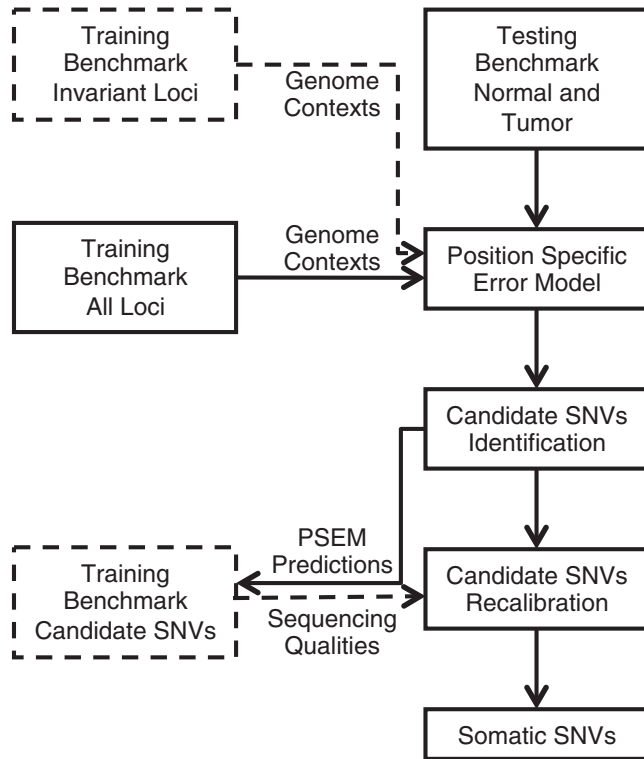 Training
Benchmark
Invariant Loci
Genome
Contexts
Testing
Benchmark
Normal and
Tumor
Training
Benchmark
All Loci
Genome
Contexts
Position Specific
Error Model
Candidate SNVs
Identification
PSEM
Predictions
Training
Benchmark
Candidate SNVs
Sequencing
Qualities
Candidate SNVs
Recalibration
Somatic SNVs